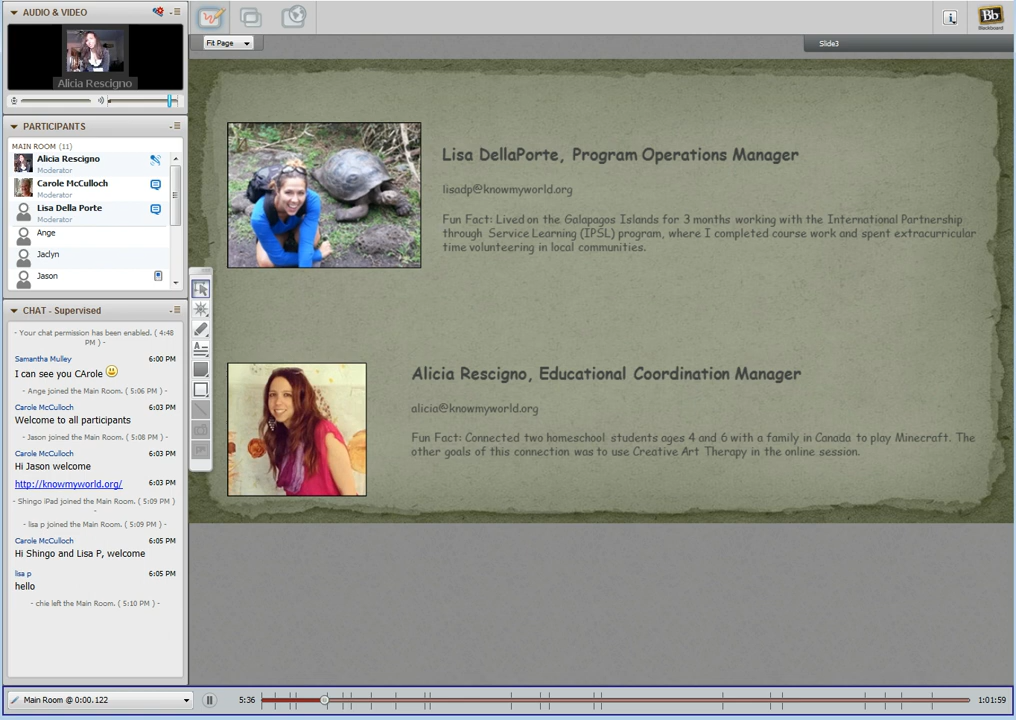 AUDIO & VIDEO
Alicia Rescigno
PARTICIPANTS
MAIN ROOM (11)
Alicia Rescigno
Moderator
Carole McCulloch
Moderator
Lisa Della Porte
Moderator
Ange
Jaclyn
Jason
CHAT - Supervised
- Your chat permission has been enabled. ( 4:48
PM ) -
Samantha Mulley 6:00 PM
I can see you CArole
- Ange joined the Main Room. ( 5:06 PM ) -
Carole McCulloch 6:03 PM
Welcome to all participants
- Jason joined the Main Room. ( 5:08 PM ) -
Carole McCulloch 6:03 PM
Hi Jason welcome
http://knowmyworld.org/ 6:03 PM
- Shingo iPad joined the Main Room. ( 5:09 PM )
-
- lisa p joined the Main Room. ( 5:09 PM ) -
Carole McCulloch 6:05 PM
Hi Shingo and Lisa P, welcome
lisa p 6:05 PM
hello
- chie left the Main Room. ( 5:10 PM ) -
Fit Page
Slide3
Bb
Blackboard
Lisa DellaPorte, Program Operations Manager
lisadp@knowmyworld.org
Fun Fact: Lived on the Galapagos Islands for 3 months working with the International Partnership
through Service Learning (IPSL) program, where I completed course work and spent extracurricular
time volunteering in local communities.
Alicia Rescigno, Educational Coordination Manager
alicia@knowmyworld.org
Fun Fact: Connected two homeschool students ages 4 and 6 with a family in Canada to play Minecraft. The
other goals of this connection was to use Creative Art Therapy in the online session.
Main Room @ 0:00.122
5:36
1:01:59